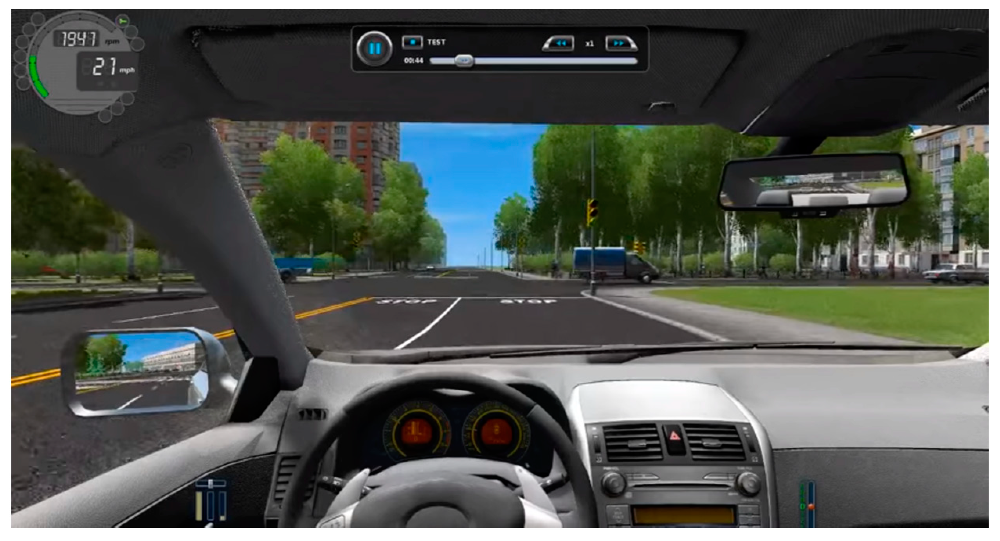 1947 rpm
21 mph
TEST
x1
00:44
STOP STOP
D